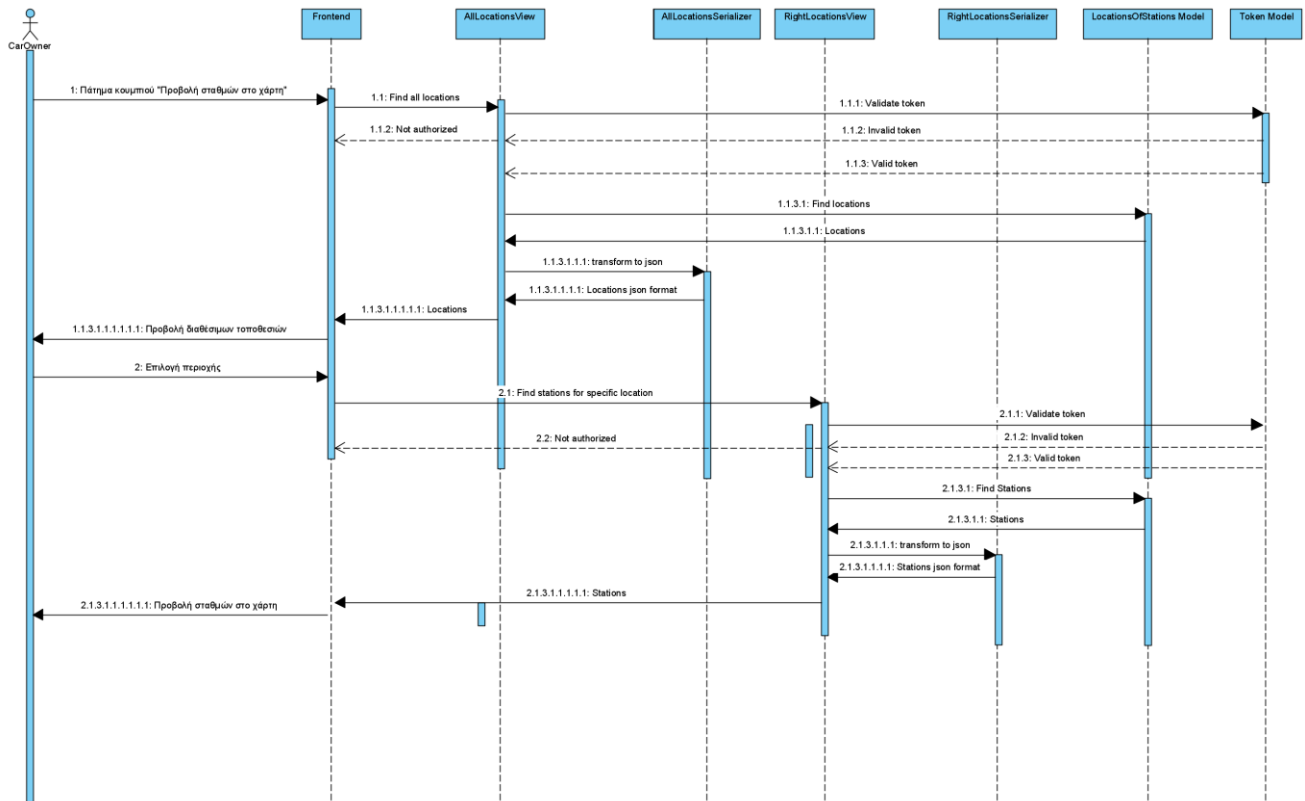 Frontend
AllLocationsView
AllLocationsSerializer
RightLocationsView
RightLocationsSerializer
LocationsOfStations Model
Token Model
CarOwner
1: Πάτημα κουμπιού "Προβολή σταθμών στο χάρτη"
1.1: Find all locations
1.1.1: Validate token
1.1.2: Not authorized
1.1.2: Invalid token
1.1.3: Valid token
1.1.3.1: Find locations
1.1.3.1.1: Locations
1.1.3.1.1.1: transform to json
1.1.3.1.1.1.1: Locations json format
1.1.3.1.1.1.1.1: Locations
1.1.3.1.1.1.1.1.1: Προβολή διαθέσιμων τοποθεσιών
2: Επιλογή περιοχής
2.1: Find stations for specific location
2.1.1: Validate token
2.2: Not authorized
2.1.2: Invalid token
2.1.3: Valid token
2.1.3.1: Find Stations
2.1.3.1.1: Stations
2.1.3.1.1.1: transform to json
2.1.3.1.1.1.1: Stations json format
2.1.3.1.1.1.1.1: Stations
2.1.3.1.1.1.1.1.1: Προβολή σταθμών στο χάρτη